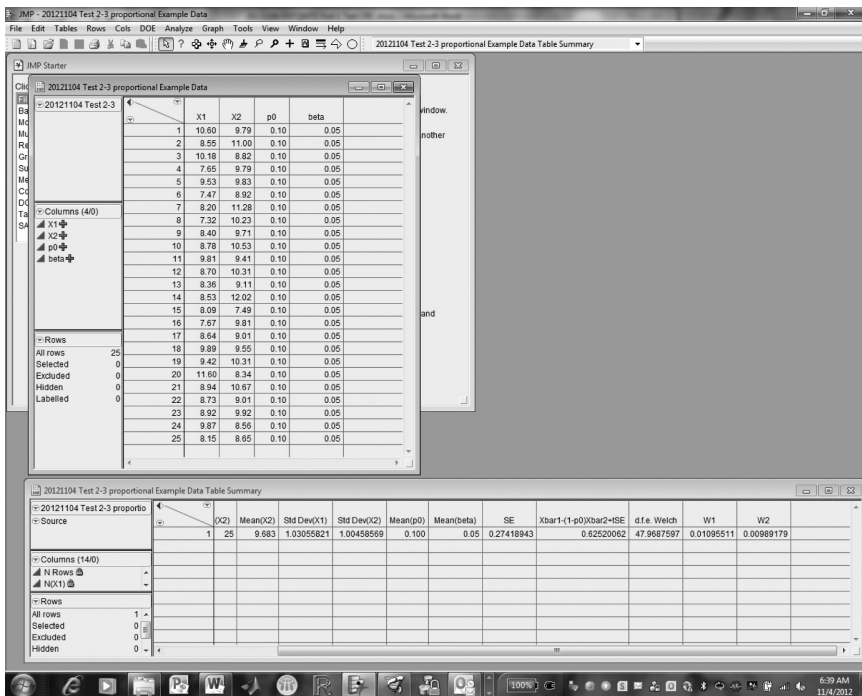 JMP - 20121104 Test 2-3 proportional Example Data
File Edit Tables Rows Cols DOE Analyze Graph Tools View Window Help
20121104 Test 2-3 proportional Example Data Table Summary
JMP Starter
20121104 Test 2-3 proportional Example Data
20121104 Test 2-3
X1 X2 p0 beta
1 10.60 9.79 0.10 0.05
2 8.55 11.00 0.10 0.05
3 10.18 8.82 0.10 0.05
4 7.65 9.79 0.10 0.05
5 9.53 9.83 0.10 0.05
6 7.47 8.92 0.10 0.05
7 8.20 11.28 0.10 0.05
8 7.32 10.23 0.10 0.05
9 8.40 9.71 0.10 0.05
10 8.78 10.53 0.10 0.05
11 9.81 9.41 0.10 0.05
12 8.70 10.31 0.10 0.05
13 8.36 9.11 0.10 0.05
14 8.53 12.02 0.10 0.05
15 8.09 7.49 0.10 0.05
16 7.67 9.81 0.10 0.05
17 8.64 9.01 0.10 0.05
18 9.89 9.55 0.10 0.05
19 9.42 10.31 0.10 0.05
20 11.60 8.34 0.10 0.05
21 8.94 10.67 0.10 0.05
22 8.73 9.01 0.10 0.05
23 8.92 9.92 0.10 0.05
24 9.87 8.56 0.10 0.05
25 8.15 8.65 0.10 0.05
Columns (4/0)
X1
X2
p0
beta
Rows
All rows 25
Selected 0
Excluded 0
Hidden 0
Labelled 0
Clic
Ba
Mu
Re
Gr
Su
Me
Co
DO
Ta
SA
window.
nother
and
20121104 Test 2-3 proportional Example Data Table Summary
20121104 Test 2-3 proportio
Source
(X2) Mean(X2) Std Dev(X1) Std Dev(X2) Mean(p0) Mean(beta) SE Xbar1-(1-p0)Xbar2+tSE d.f.e. Welch W1 W2
1 25 9.683 1.03055821 1.00458569 0.100 0.05 0.27418943 0.62520062 47.9687597 0.01095511 0.00989179
Columns (14/0)
N Rows
N(X1)
Rows
All rows 1
Selected 0
Excluded 0
Hidden 0
100%
6:39 AM
11/4/2012